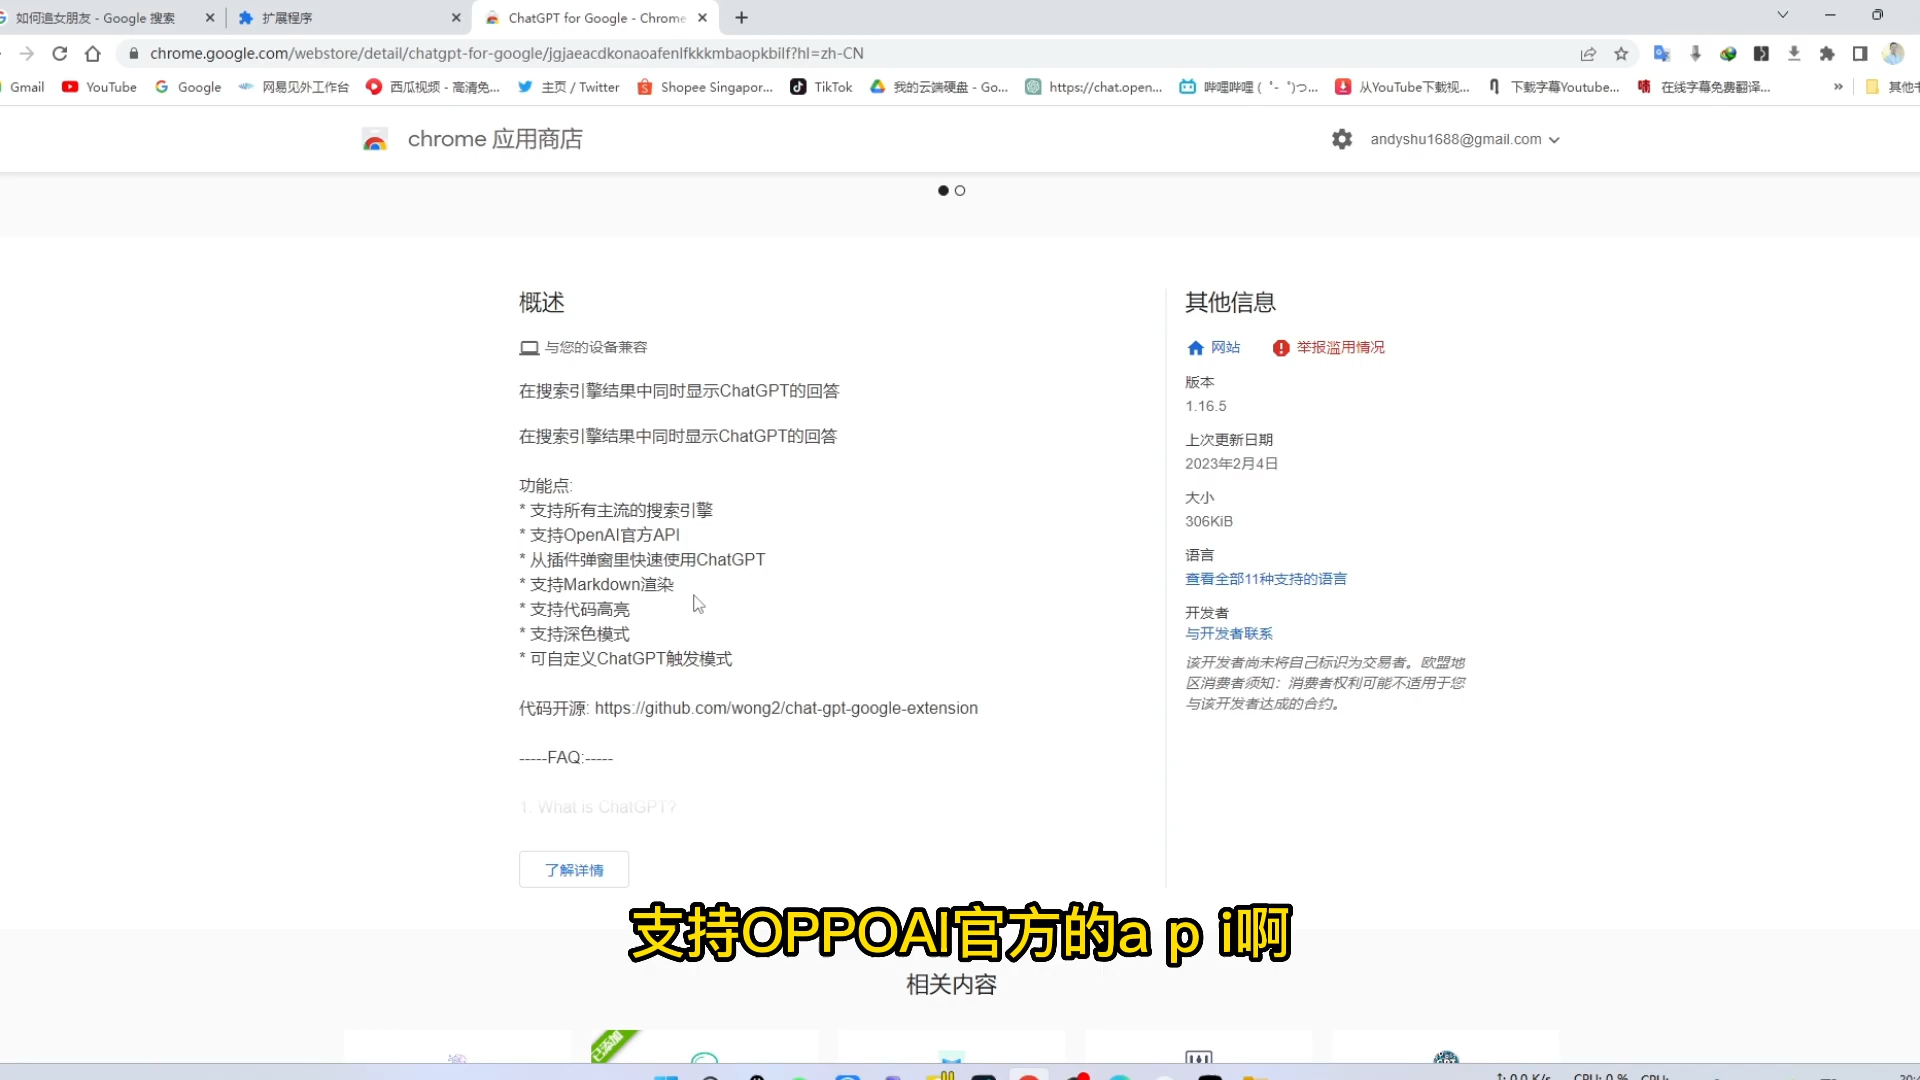 如何追女朋友 - Google 搜索
扩展程序
ChatGPT for Google - Chrome
chrome.google.com/webstore/detail/chatgpt-for-google/jgjaeacdkonaoafenlfkkkmbaopkbilf?hl=zh-CN
Gmail
YouTube
Google
网易见外工作台
西瓜视频 - 高清免...
主页 / Twitter
Shopee Singapor...
TikTok
我的云端硬盘 - Go...
https://chat.open...
哔哩哔哩 (゜-゜)つ...
从YouTube下载视...
下载字幕Youtube...
在线字幕免费翻译...
»
chrome 应用商店
andyshu1688@gmail.com
概述
与您的设备兼容
在搜索引擎结果中同时显示ChatGPT的回答
在搜索引擎结果中同时显示ChatGPT的回答
功能点:
* 支持所有主流的搜索引擎
* 支持OpenAI官方API
* 从插件弹窗里快速使用ChatGPT
* 支持Markdown渲染
* 支持代码高亮
* 支持深色模式
* 可自定义ChatGPT触发模式
代码开源: https://github.com/wong2/chat-gpt-google-extension
-----FAQ:-----
1. What is ChatGPT?
了解详情
其他信息
网站
举报滥用情况
版本
1.16.5
上次更新日期
2023年2月4日
大小
306KiB
语言
查看全部11种支持的语言
开发者
与开发者联系
该开发者尚未将自己标识为交易者。欧盟地
区消费者须知：消费者权利可能不适用于您
与该开发者达成的合约。
支持OPPOAI官方的a p i啊
相关内容
已添加